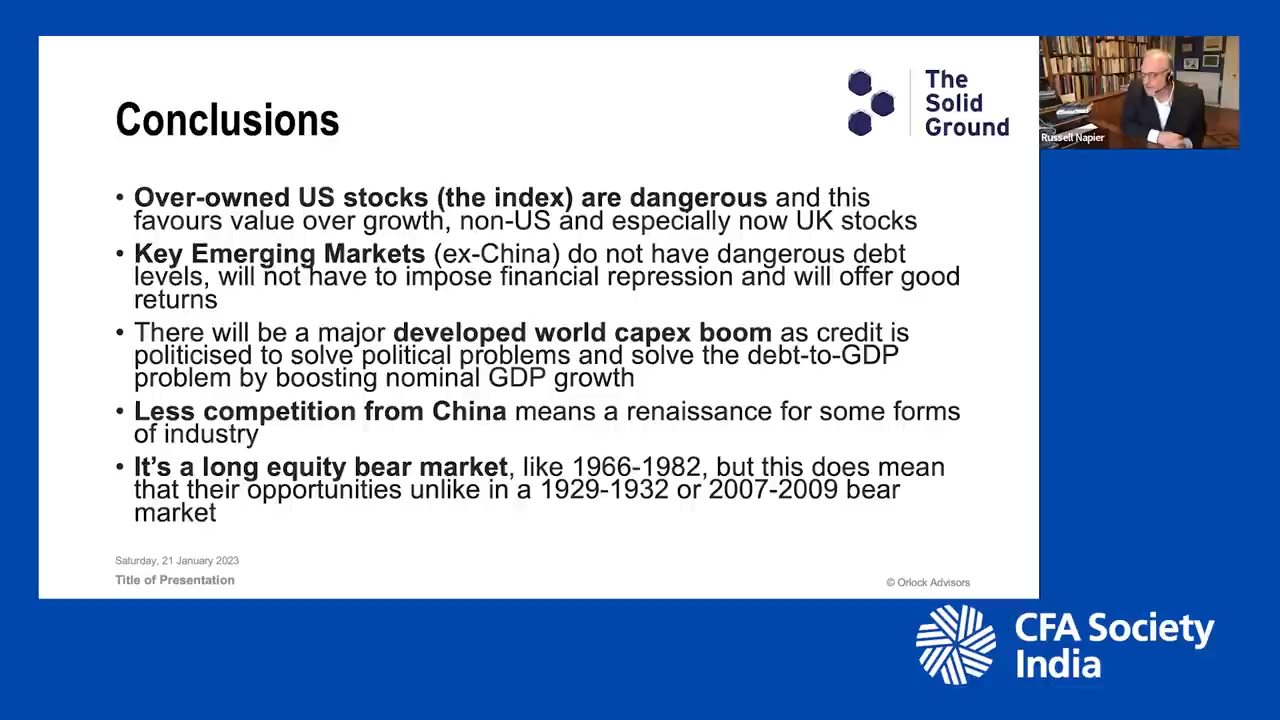 Conclusions
The
Solid
Ground
Russell Napier
• Over-owned US stocks (the index) are dangerous and this
favours value over growth, non-US and especially now UK stocks
• Key Emerging Markets (ex-China) do not have dangerous debt
levels, will not have to impose financial repression and will offer good
returns
• There will be a major developed world capex boom as credit is
politicised to solve political problems and solve the debt-to-GDP
problem by boosting nominal GDP growth
• Less competition from China means a renaissance for some forms
of industry
• It's a long equity bear market, like 1966-1982, but this does mean
that their opportunities unlike in a 1929-1932 or 2007-2009 bear
market
Saturday, 21 January 2023
Title of Presentation
© Orlock Advisors
CFA Society
India